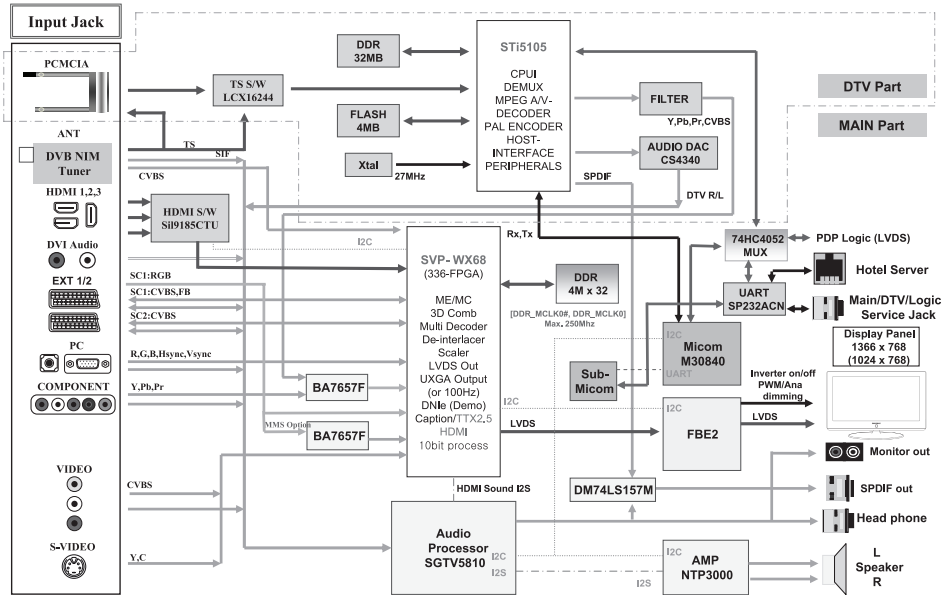 Input Jack
PCMCIA
ANT
DVB NIM
Tuner
HDMI 1,2,3
DVI Audio
EXT 1/2
PC
COMPONENT
VIDEO
S-VIDEO
TS
SIF
CVBS
SC1:RGB
SC1:CVBS,FB
SC2:CVBS
R,G,B,Hsync,Vsync
Y,Pb,Pr
CVBS
Y,C
TS S/W
LCX16244
HDMI S/W
Sil9185CTU
DDR
32MB
FLASH
4MB
Xtal
27MHz
STi5105
CPUI
DEMUX
MPEG A/V-
DECODER
PAL ENCODER
HOST-
INTERFACE
PERIPHERALS
FILTER
Y,Pb,Pr,CVBS
AUDIO DAC
CS4340
SPDIF
DTV R/L
DTV Part
MAIN Part
Rx,Tx
I2C
SVP- WX68
(336-FPGA)
ME/MC
3D Comb
Multi Decoder
De-interlacer
Scaler
LVDS Out
UXGA Output
(or 100Hz)
DNIe (Demo)
Caption/TTX2.5
HDMI
10bit process
BA7657F
MMS Option
BA7657F
DDR
4M x 32
[DDR_MCLK0#, DDR_MCLK0]
Max. 250Mhz
74HC4052
MUX
PDP Logic (LVDS)
UART
SP232ACN
Hotel Server
Main/DTV/Logic
Service Jack
I2C
Micom
M30840
UART
Sub-
Micom
Display Panel
1366 x 768
(1024 x 768)
I2C
LVDS
I2C
FBE2
Inverter on/off
PWM/Ana
dimming
LVDS
Monitor out
HDMI Sound I2S
DM74LS157M
SPDIF out
Head phone
Audio
Processor
SGTV5810
I2C
I2S
I2C
AMP
NTP3000
I2S
L
Speaker
R